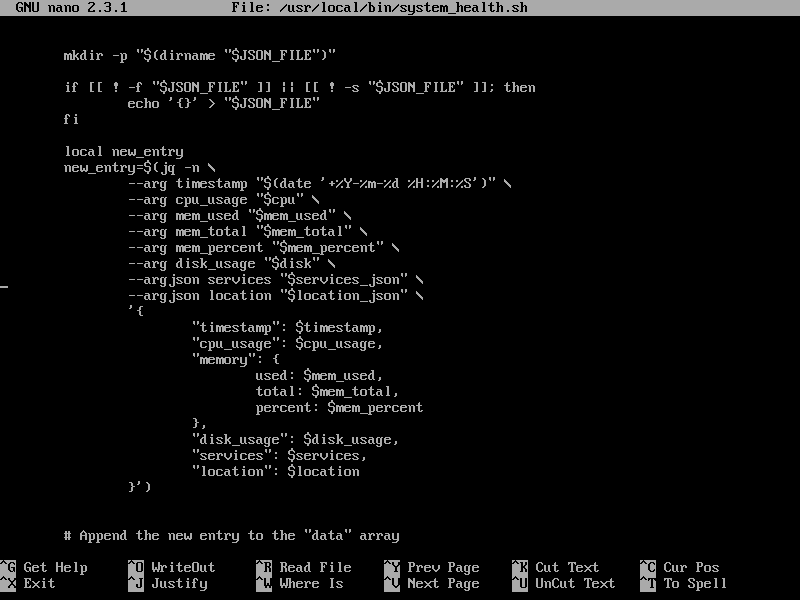 GNU nano 2.3.1 File: /usr/local/bin/system_health.sh
mkdir -p "$(dirname "$JSON_FILE")"
if [[ ! -f "$JSON_FILE" ]] || [[ ! -s "$JSON_FILE" ]]; then
echo '{}' > "$JSON_FILE"
fi
local new_entry
new_entry=$(jq -n \
--arg timestamp "$(date '+%Y-%m-%d %H:%M:%S')" \
--arg cpu_usage "$cpu" \
--arg mem_used "$mem_used" \
--arg mem_total "$mem_total" \
--arg mem_percent "$mem_percent" \
--arg disk_usage "$disk" \
--argjson services "$services_json" \
--argjson location "$location_json" \
'{
"timestamp": $timestamp,
"cpu_usage": $cpu_usage,
"memory": {
used: $mem_used,
total: $mem_total,
percent: $mem_percent
},
"disk_usage": $disk_usage,
"services": $services,
"location": $location
}')
# Append the new entry to the "data" array
^G Get Help ^O WriteOut ^R Read File ^Y Prev Page ^K Cut Text ^C Cur Pos
^X Exit ^J Justify ^W Where Is ^V Next Page ^U UnCut Text ^T To Spell